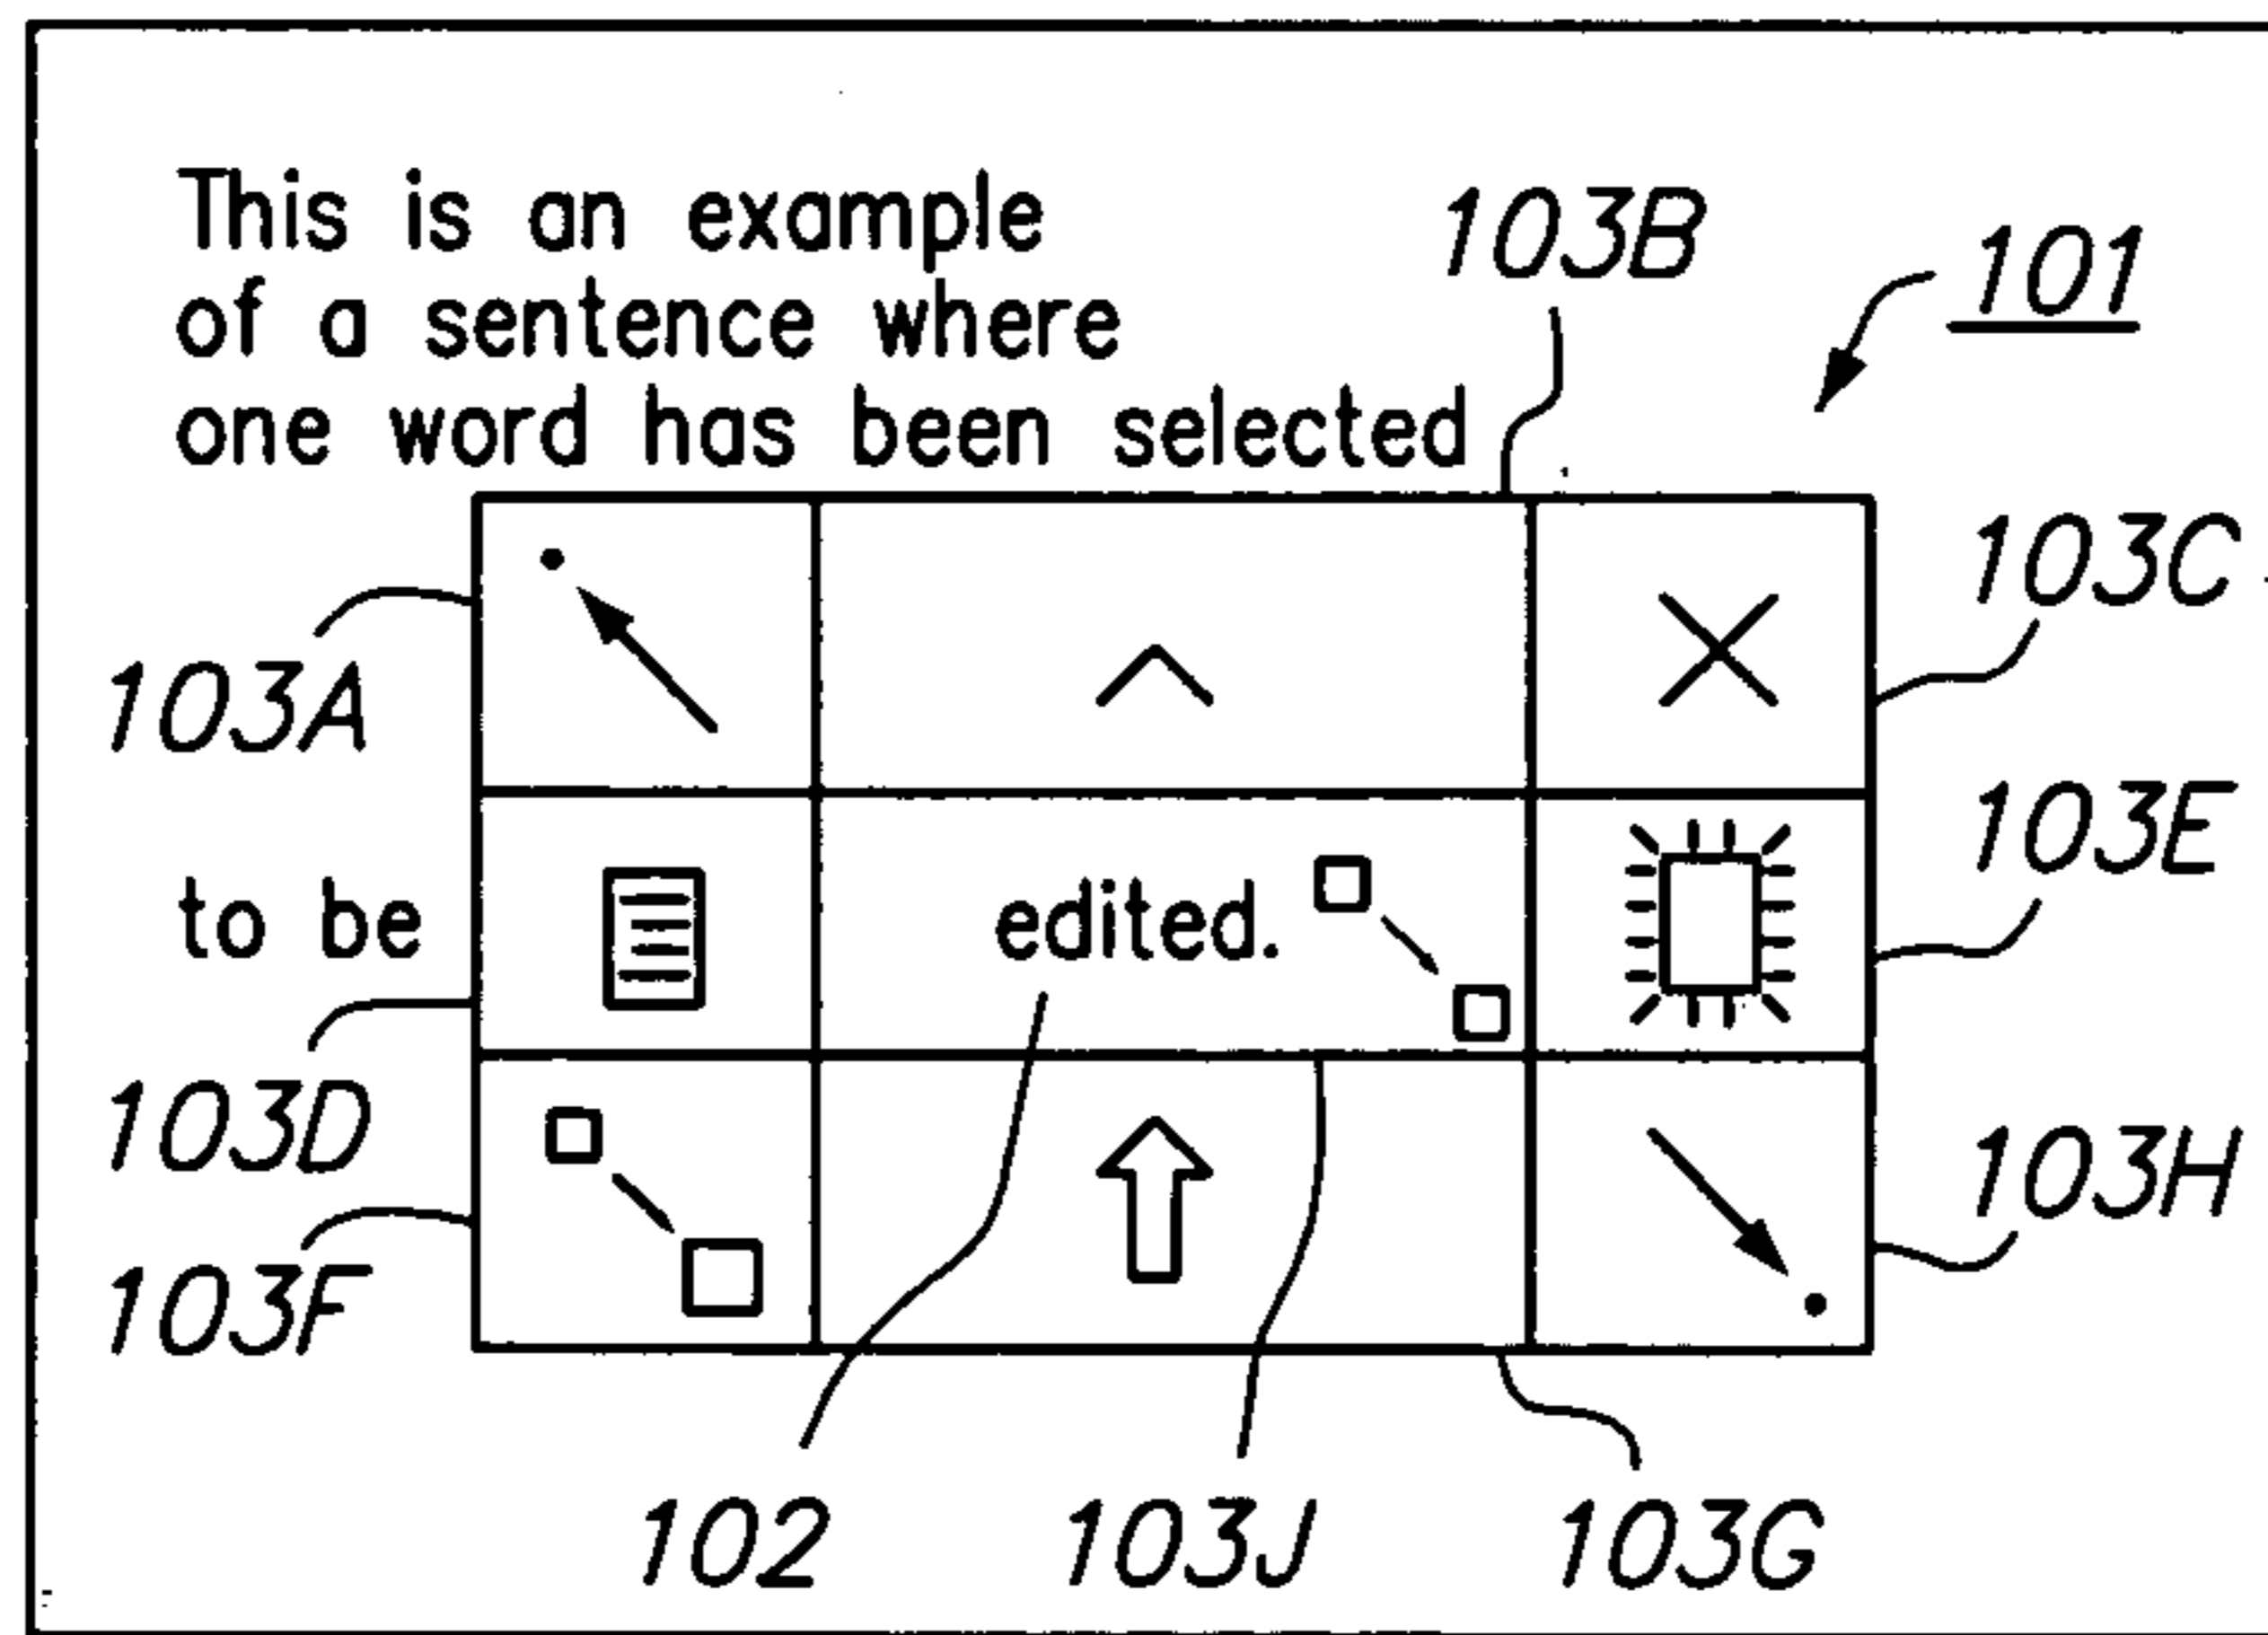 This is an example
103B
101
of a sentence where
one word has been selected
103C
103A
103E
to be edited.
103D
103H
103F
102
103J
103G